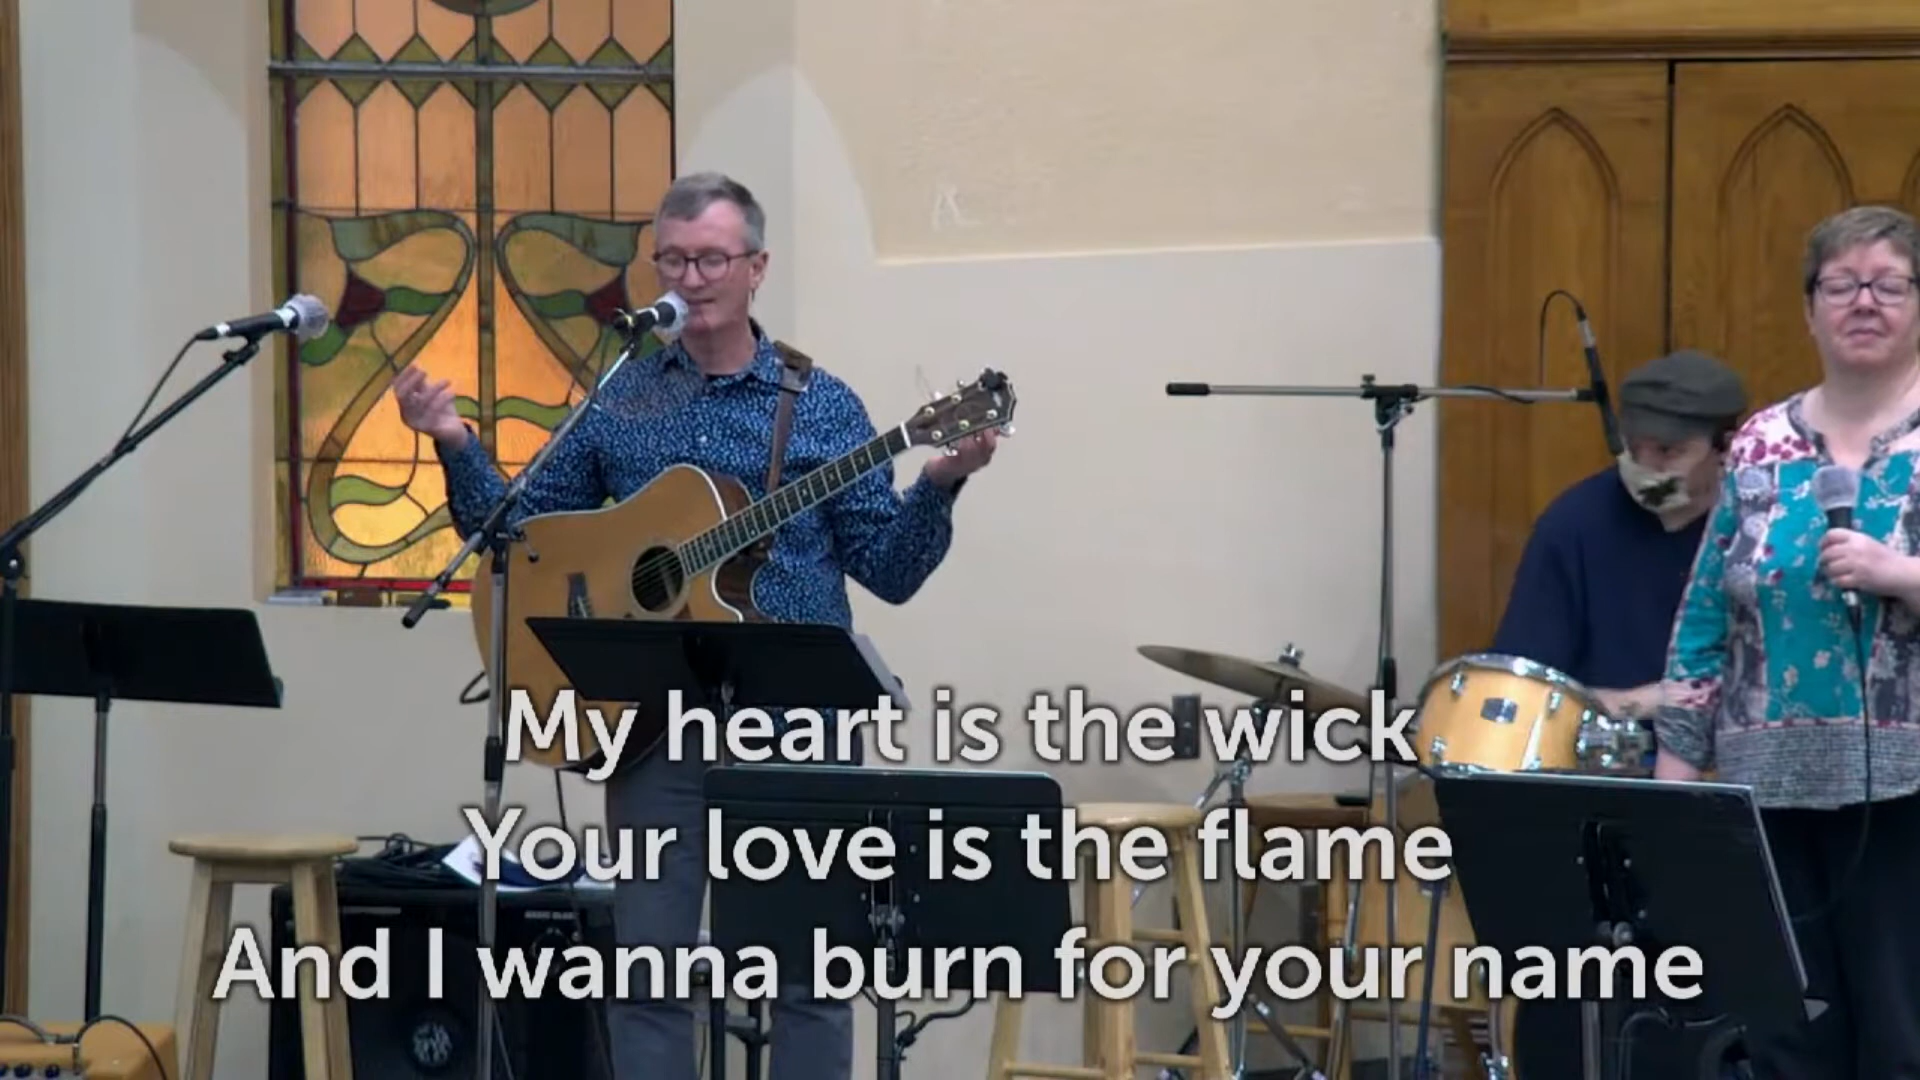 My heart is the wick
Your love is the flame
And I wanna burn for your name